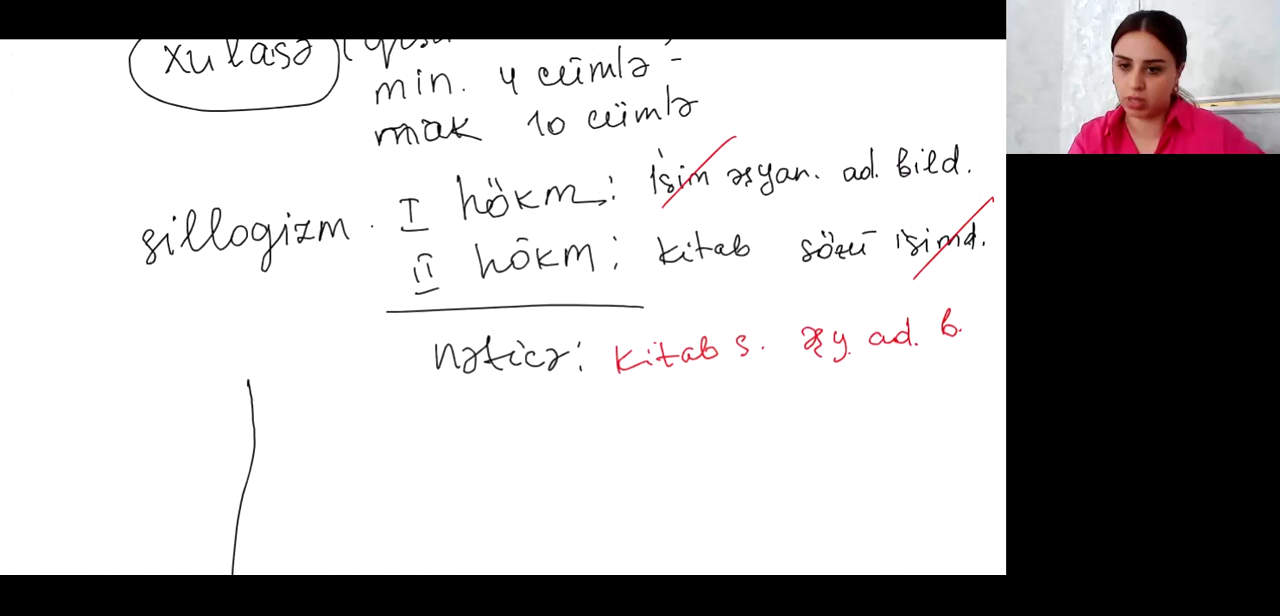 xulasə (
min. 4 cümlə -
mak 10 cümlə
sillogizm. I hökm: İsim əşyan. ad. bild.
II hökm: kitab sözü isimd.
Nəticə: kitab s. əşy. ad. b.